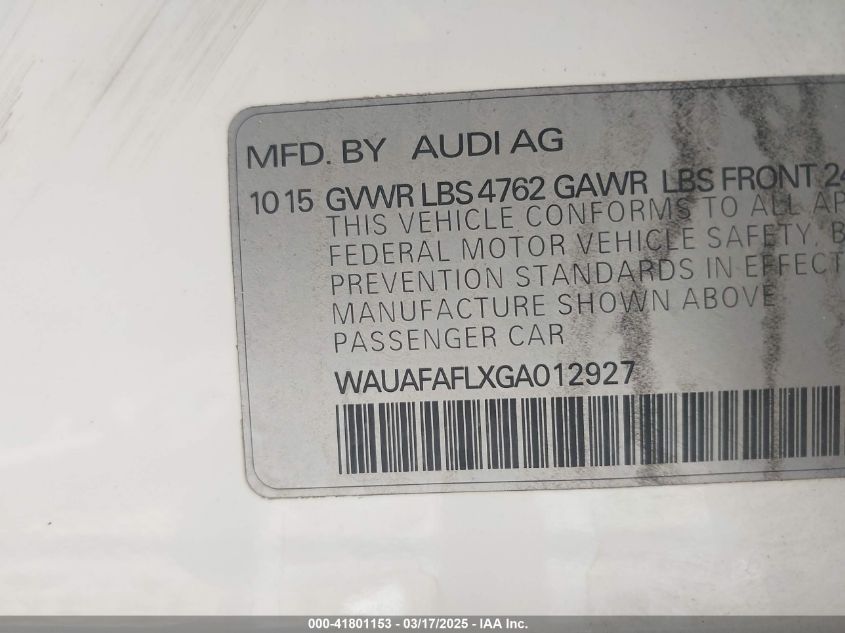 MFD. BY AUDI AG
10 15 GVWR LBS 4762 GAWR LBS FRONT 24
THIS VEHICLE CONFORMS TO ALL AP
FEDERAL MOTOR VEHICLE SAFETY, B
PREVENTION STANDARDS IN EFFECT
MANUFACTURE SHOWN ABOVE
PASSENGER CAR
WAUAFAFLXGA012927
000-41801153 - 03/17/2025 - IAA Inc.